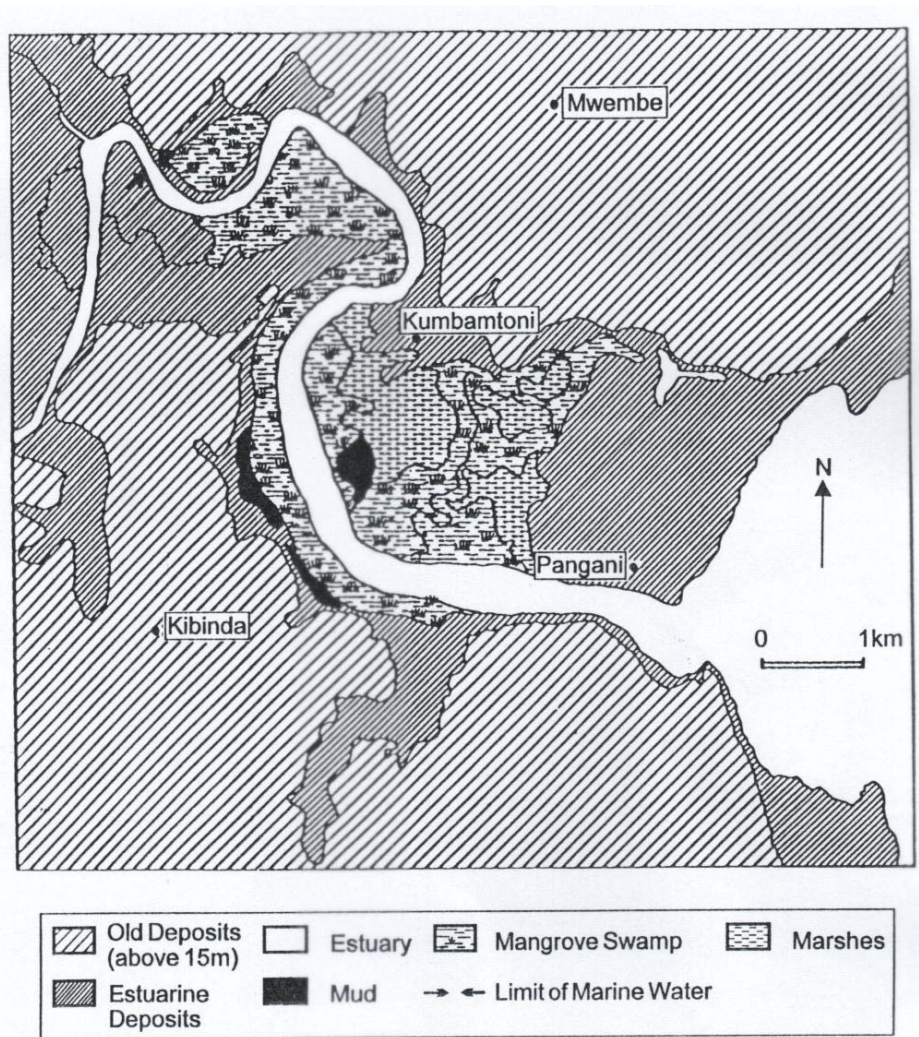 Mwembe
Kumbamtoni
N
Pangani
Kibinda
0 1km
Old Deposits
(above 15m)
Estuary
Mangrove Swamp
Marshes
Estuarine
Deposits
Mud
Limit of Marine Water